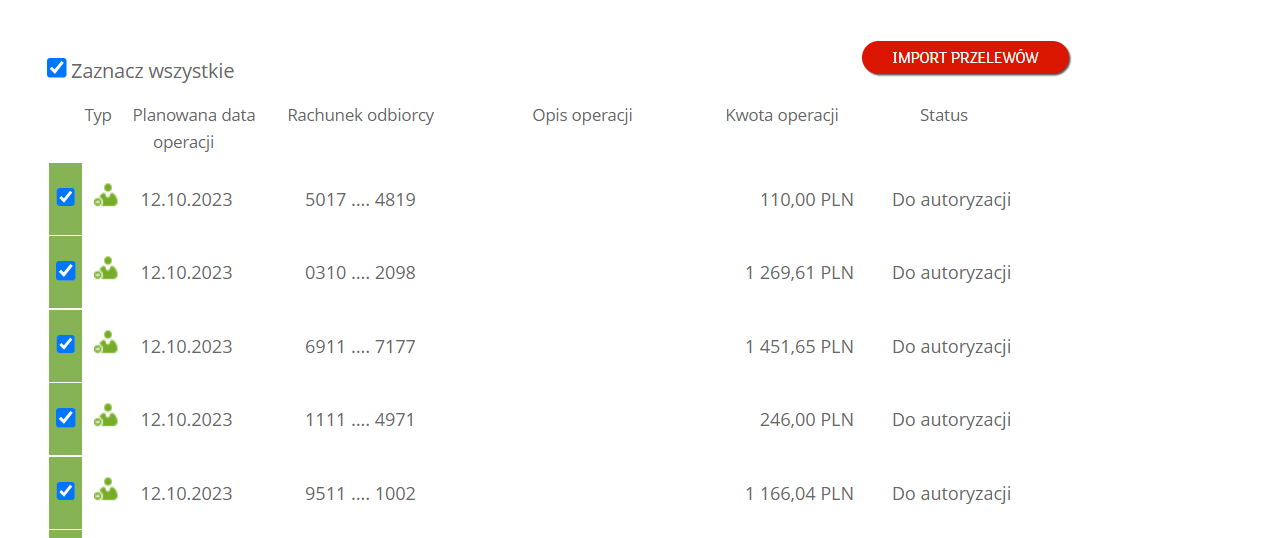 IMPORT PRZELEWÓW
Zaznacz wszystkie
Typ Planowana data operacji Rachunek odbiorcy Opis operacji Kwota operacji Status
12.10.2023 5017 .... 4819 110,00 PLN Do autoryzacji
12.10.2023 0310 .... 2098 1 269,61 PLN Do autoryzacji
12.10.2023 6911 .... 7177 1 451,65 PLN Do autoryzacji
12.10.2023 1111 .... 4971 246,00 PLN Do autoryzacji
12.10.2023 9511 .... 1002 1 166,04 PLN Do autoryzacji